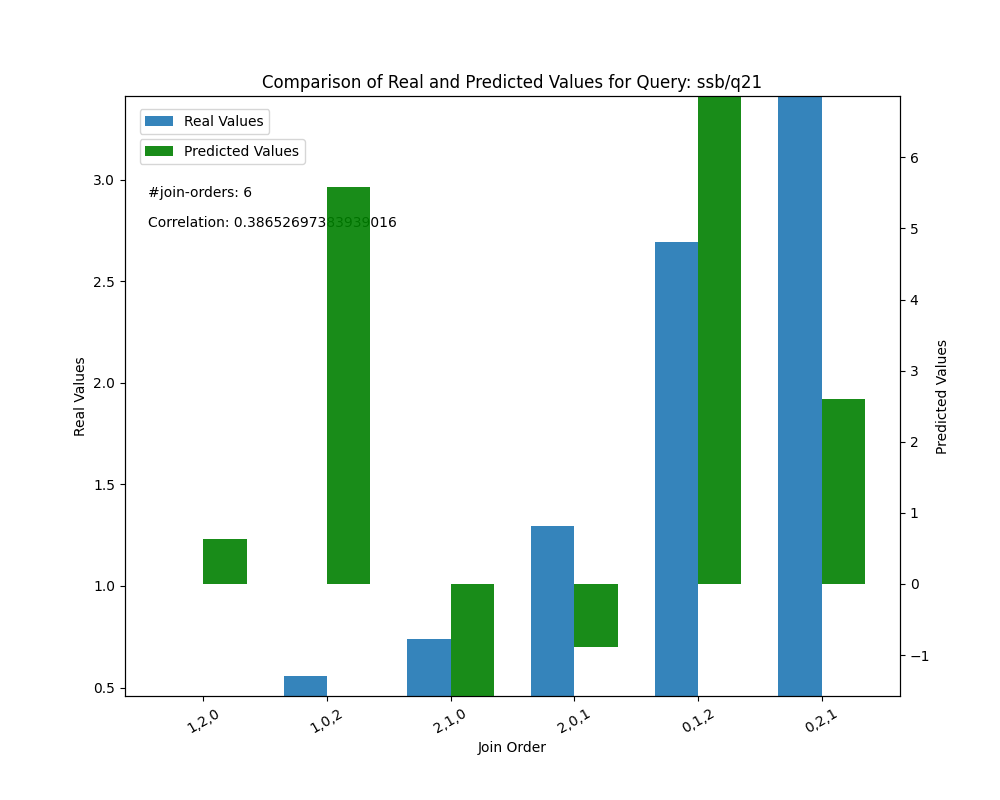 Comparison of Real and Predicted Values for Query: ssb/q21
Real Values
Predicted Values
#join-orders: 6
Correlation: 0.38652697383939016
3.0
2.5
2.0
1.5
1.0
0.5
Real Values
6
5
4
3
2
1
0
−1
Predicted Values
1,2,0
1,0,2
2,1,0
2,0,1
0,1,2
0,2,1
Join Order